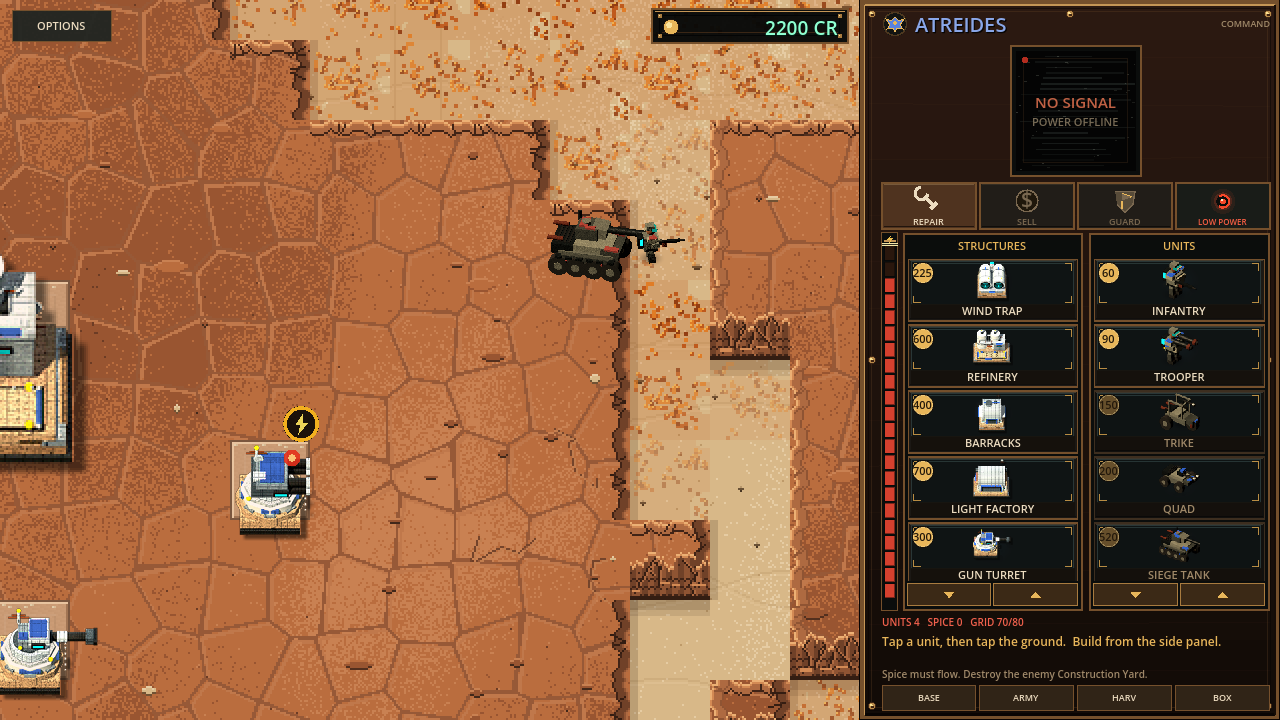 OPTIONS
2200 CR
ATREIDES
COMMAND
NO SIGNAL
POWER OFFLINE
REPAIR
SELL
GUARD
LOW POWER
STRUCTURES
UNITS
225
WIND TRAP
60
INFANTRY
600
REFINERY
90
TROOPER
400
BARRACKS
150
TRIKE
700
LIGHT FACTORY
200
QUAD
300
GUN TURRET
520
SIEGE TANK
UNITS 4 SPICE 0 GRID 70/80
Tap a unit, then tap the ground. Build from the side panel.
Spice must flow. Destroy the enemy Construction Yard.
BASE
ARMY
HARV
BOX